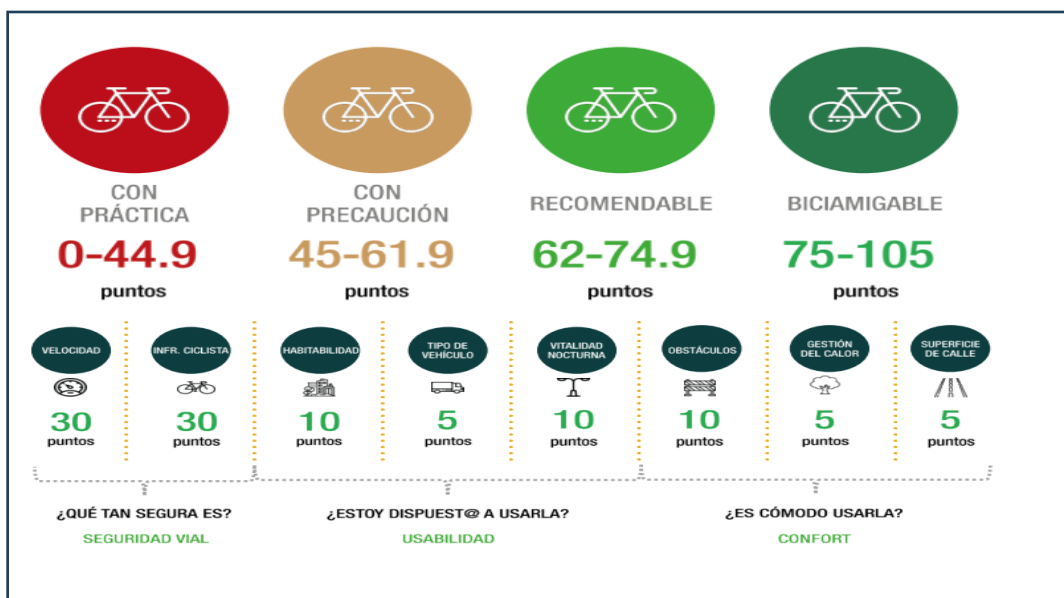 CON
PRÁCTICA
0-44.9
puntos
CON
PRECAUCIÓN
45-61.9
puntos
RECOMENDABLE
62-74.9
puntos
BICIAMIGABLE
75-105
puntos
VELOCIDAD
30
puntos
INFR. CICLISTA
30
puntos
HABITABILIDAD
10
puntos
TIPO DE
VEHÍCULO
5
puntos
VITALIDAD
NOCTURNA
10
puntos
OBSTÁCULOS
10
puntos
GESTIÓN
DEL CALOR
5
puntos
SUPERFICIE
DE CALLE
5
puntos
¿QUÉ TAN SEGURA ES?
SEGURIDAD VIAL
¿ESTOY DISPUEST@ A USARLA?
USABILIDAD
¿ES CÓMODO USARLA?
CONFORT